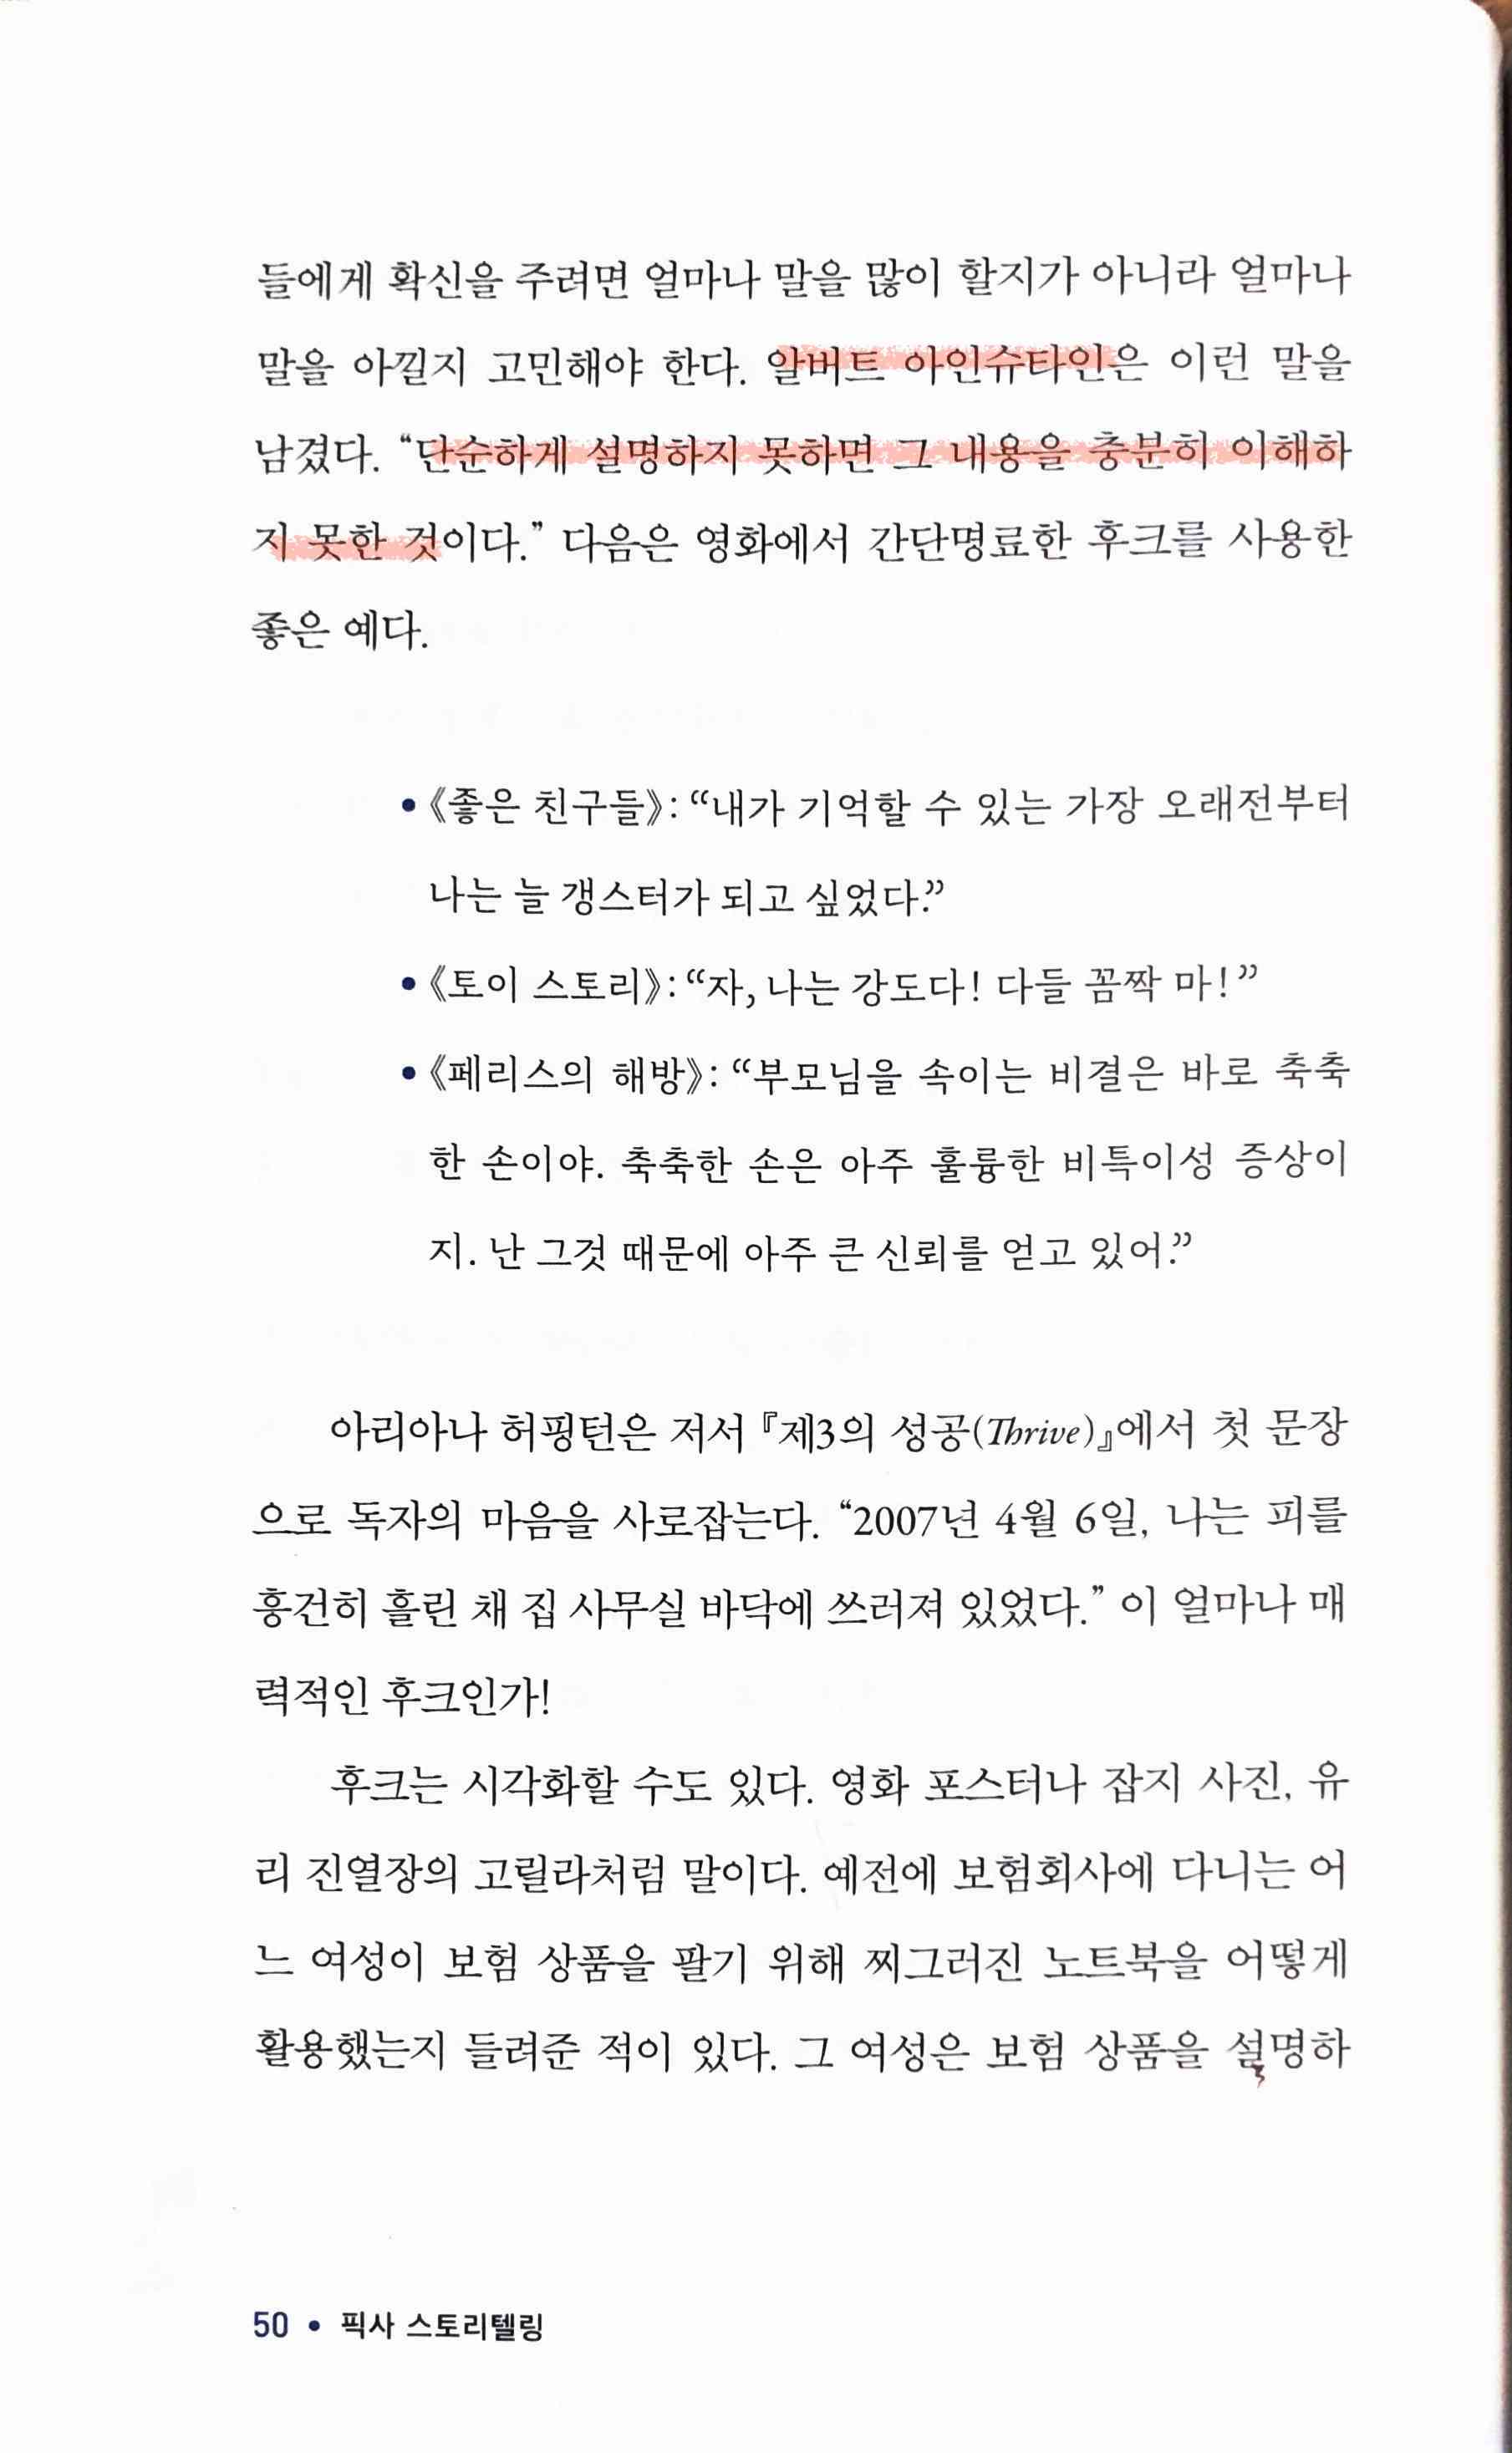 들에게 확신을 주려면 얼마나 말을 많이 할지가 아니라 얼마나
말을 아낄지 고민해야 한다. 알버트 아인슈타인은 이런 말을
남겼다. “단순하게 설명하지 못하면 그 내용을 충분히 이해하
지 못한 것이다.” 다음은 영화에서 간단명료한 후크를 사용한
좋은 예다.
•《좋은 친구들》: “내가 기억할 수 있는 가장 오래전부터
나는 늘 갱스터가 되고 싶었다.”
•《토이 스토리》: “자, 나는 강도다! 다들 꼼짝 마!”
•《페리스의 해방》: “부모님을 속이는 비결은 바로 축축
한 손이야. 축축한 손은 아주 훌륭한 비특이성 증상이
지. 난 그것 때문에 아주 큰 신뢰를 얻고 있어.”
아리아나 허핑턴은 저서 『제3의 성공(Thrive)』에서 첫 문장
으로 독자의 마음을 사로잡는다. “2007년 4월 6일, 나는 피를
흥건히 흘린 채 집 사무실 바닥에 쓰러져 있었다.” 이 얼마나 매
력적인 후크인가!
후크는 시각화할 수도 있다. 영화 포스터나 잡지 사진, 유
리 진열장의 고릴라처럼 말이다. 예전에 보험회사에 다니는 어
느 여성이 보험 상품을 팔기 위해 찌그러진 노트북을 어떻게
활용했는지 들려준 적이 있다. 그 여성은 보험 상품을 설명하
50 • 픽사 스토리텔링